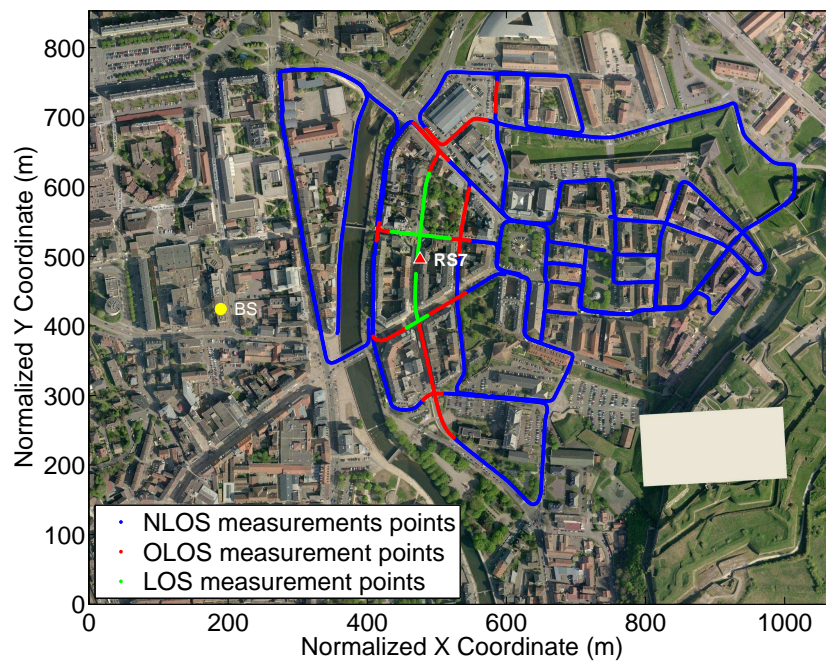 800
700
600
500
400
300
200
100
0
Normalized Y Coordinate (m)
RS7
BS
NLOS measurements points
OLOS measurement points
LOS measurement points
0 200 400 600 800 1000
Normalized X Coordinate (m)